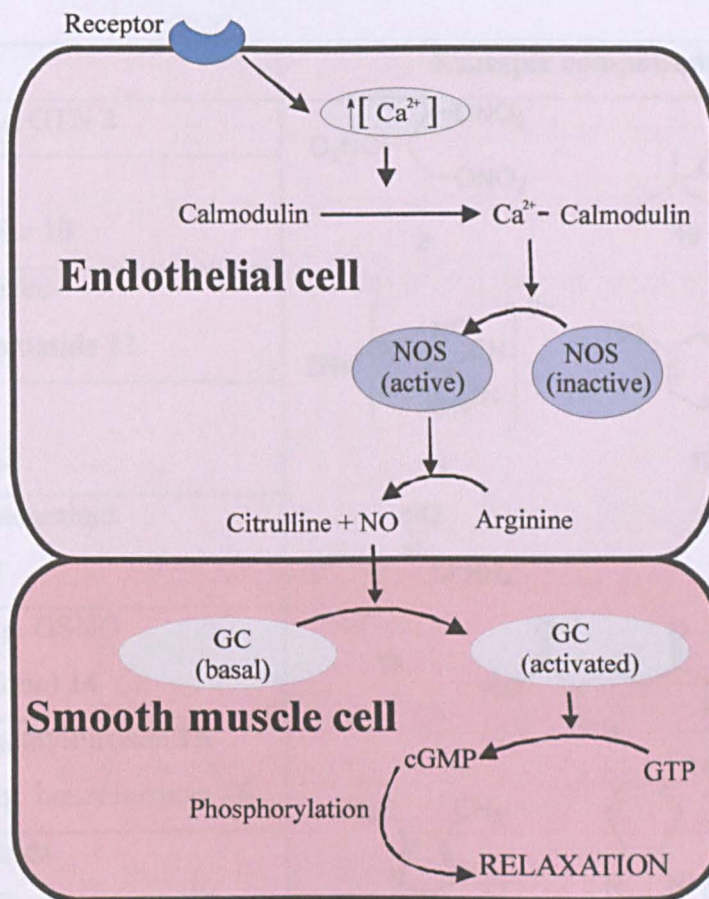 Receptor
↑[ Ca²⁺ ]
Calmodulin
Ca²⁺- Calmodulin
Endothelial cell
NOS
(active)
NOS
(inactive)
Citrulline + NO
Arginine
GC
(basal)
GC
(activated)
Smooth muscle cell
cGMP
GTP
Phosphorylation
RELAXATION